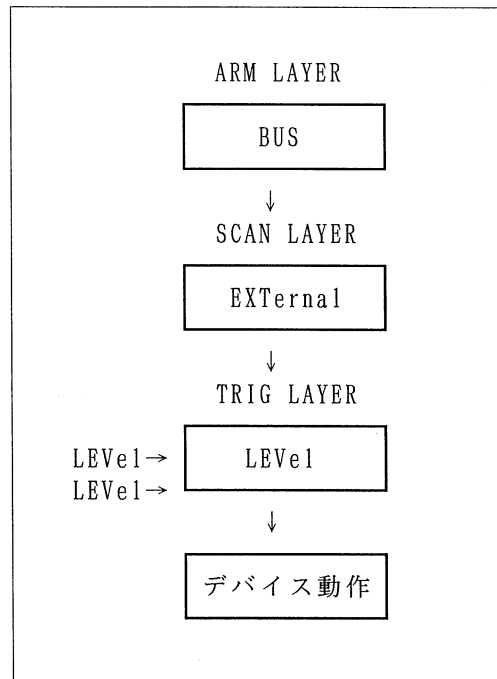 ARM LAYER
BUS
↓
SCAN LAYER
EXTernal
↓
TRIG LAYER
LEVel→
LEVel
LEVel→
↓
デバイス動作